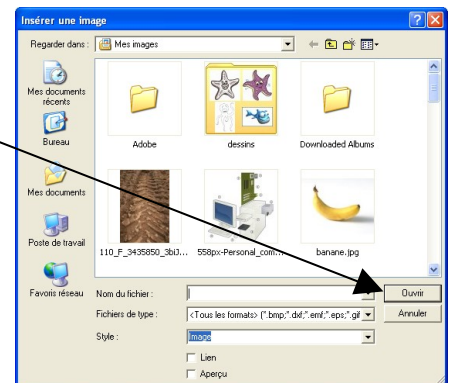 Insérer une image
Regarder dans :
Mes images
Mes documents
récents
Bureau
Mes documents
Poste de travail
Favoris réseau
Adobe
dessins
Downloaded Albums
110_F_3435850_3biJ...
558px-Personal_com...
banane.jpg
Nom du fichier :
Ouvrir
Fichiers de type :
<Tous les formats> (*.bmp;*.dxf;*.emf;*.eps;*.gif
Annuler
Style :
Image
Lien
Aperçu